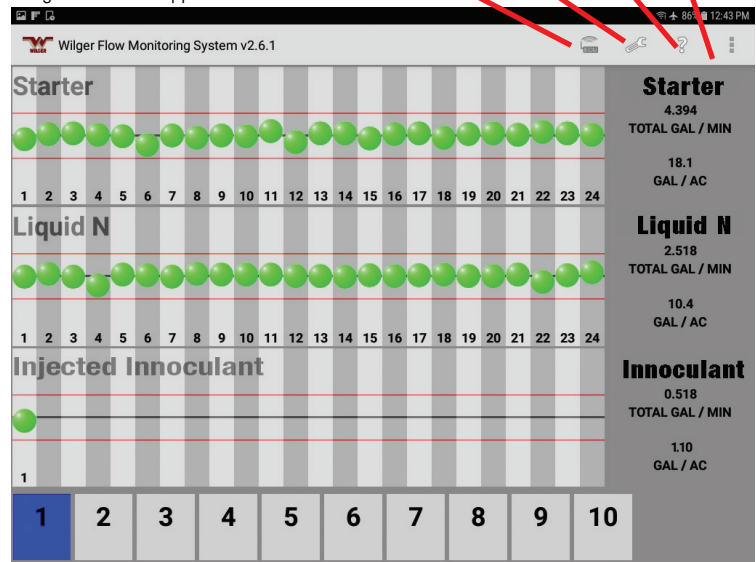 86% 12:43 PM
WILGER Wilger Flow Monitoring System v2.6.1
?
Starter
1 2 3 4 5 6 7 8 9 10 11 12 13 14 15 16 17 18 19 20 21 22 23 24
Starter
4.394
TOTAL GAL / MIN
18.1
GAL / AC
Liquid N
1 2 3 4 5 6 7 8 9 10 11 12 13 14 15 16 17 18 19 20 21 22 23 24
Liquid N
2.518
TOTAL GAL / MIN
10.4
GAL / AC
Injected Innoculant
1
Innoculant
0.518
TOTAL GAL / MIN
1.10
GAL / AC
1 2 3 4 5 6 7 8 9 10